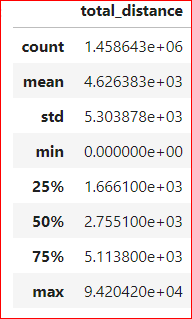 total_distance
count 1.458643e+06
mean 4.626383e+03
std 5.303878e+03
min 0.000000e+00
25% 1.666100e+03
50% 2.755100e+03
75% 5.113800e+03
max 9.420420e+04